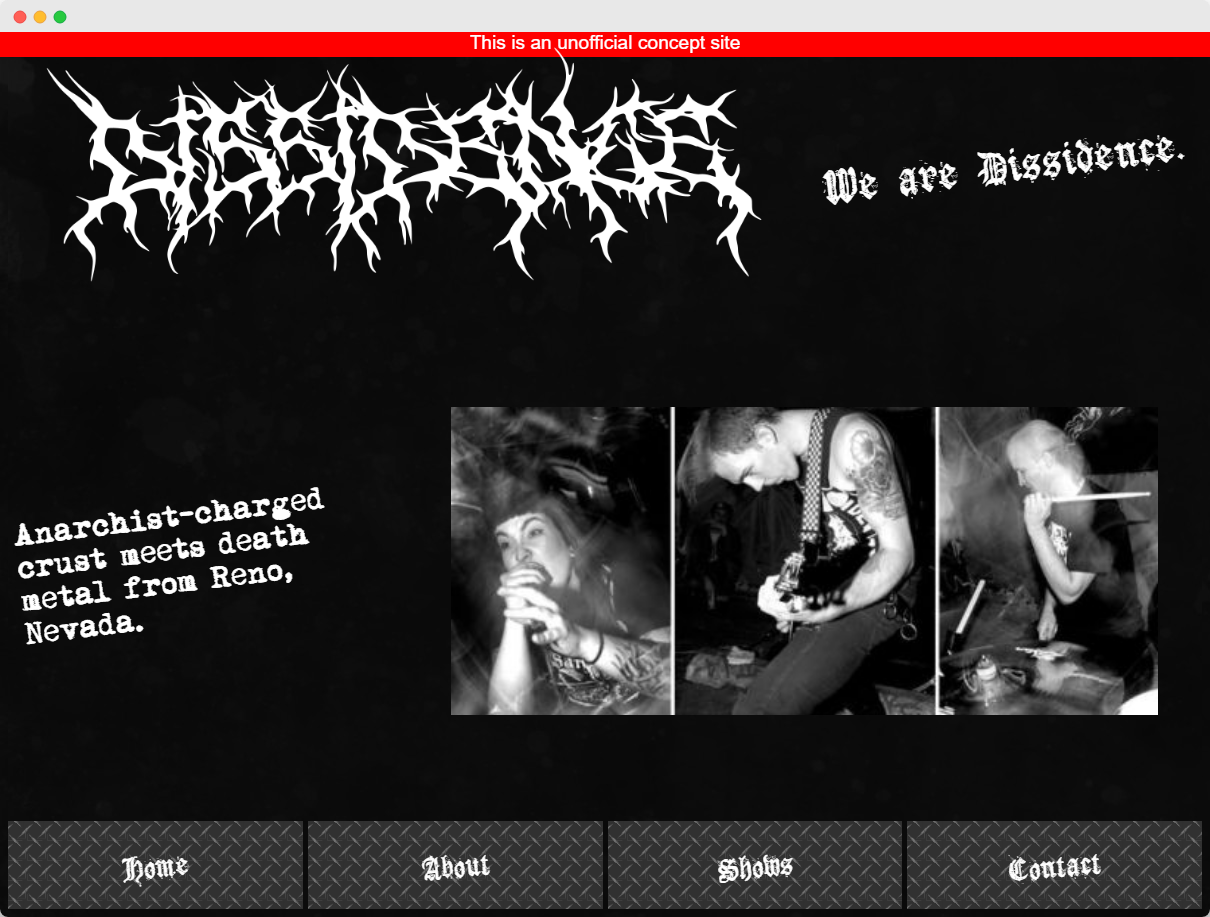 This is an unofficial concept site
DISSIDENCE
We are Dissidence.
Anarchist-charged
crust meets death
metal from Reno,
Nevada.
Home
About
Shows
Contact